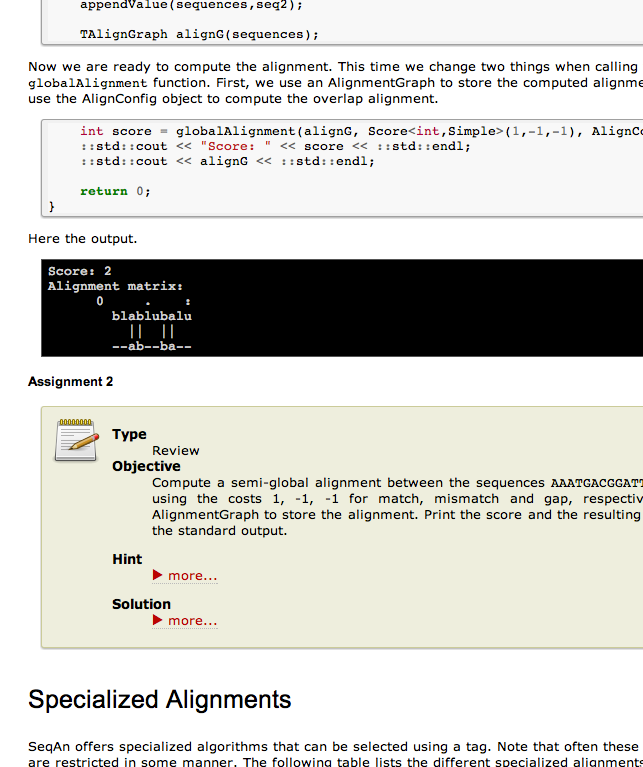 appendValue(sequences,seq2);
TAlignGraph alignG(sequences);
Now we are ready to compute the alignment. This time we change two things when calling
globalAlignment function. First, we use an AlignmentGraph to store the computed
use the AlignConfig object to compute the overlap alignment.
int score = globalAlignment(alignG, Score<int,Simple>(1,-1,-1),
::std::cout << "Score: " << score << ::std::endl;
::std::cout << alignG << ::std::endl;
return 0;
}
Here the output.
Score: 2
Alignment matrix:
0 . :
blablubalu
|| ||
--ab--ba--
Assignment 2
Type
Review
Objective
Compute a semi-global alignment between the sequences
using the costs 1, -1, -1 for match, mismatch and gap,
AlignmentGraph to store the alignment. Print the score and the resulting
the standard output.
Hint
more...
Solution
more...
Specialized Alignments
SeqAn offers specialized algorithms that can be selected using a tag. Note that often these
are restricted in some manner. The following table lists the different specialized alignments